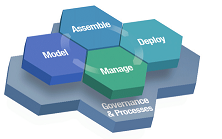 Assemble
Model
Deploy
Manage
Governance
& Processes